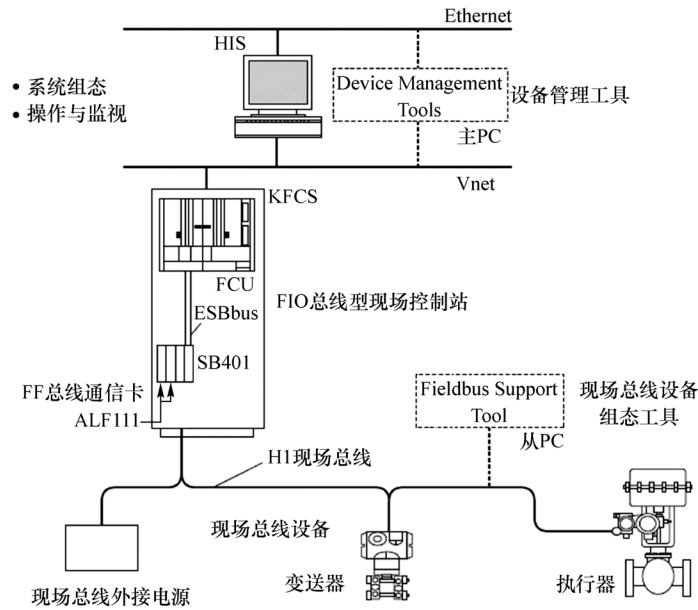 Ethernet
HIS
• 系统组态
• 操作与监视
Device Management
Tools
设备管理工具
主PC
Vnet
KFCS
FCU
FIO总线型现场控制站
ESBbus
SB401
FF总线通信卡
ALF111
Fieldbus Support
Tool
从PC
现场总线设备
组态工具
H1现场总线
现场总线设备
现场总线外接电源
变送器
执行器